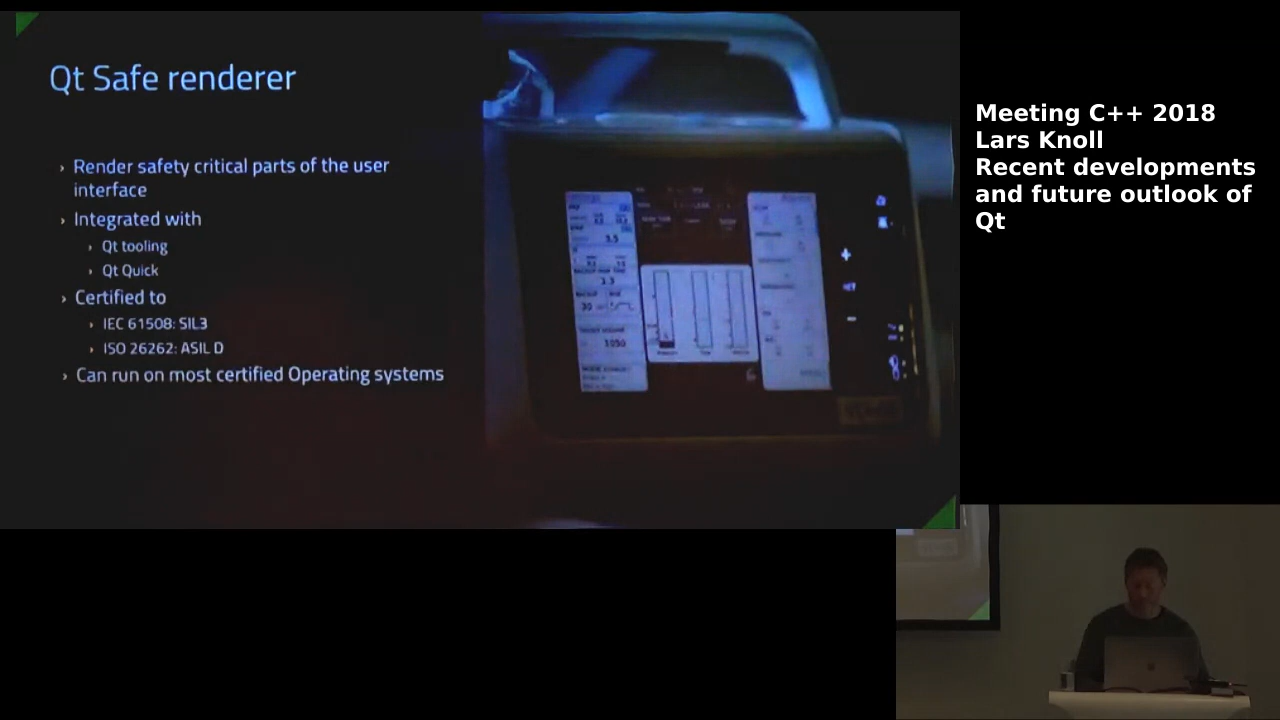 Qt Safe renderer
› Render safety critical parts of the user
interface
› Integrated with
› Qt tooling
› Qt Quick
› Certified to
› IEC 61508: SIL3
› ISO 26262: ASIL D
› Can run on most certified Operating systems
Meeting C++ 2018
Lars Knoll
Recent developments
and future outlook of
Qt